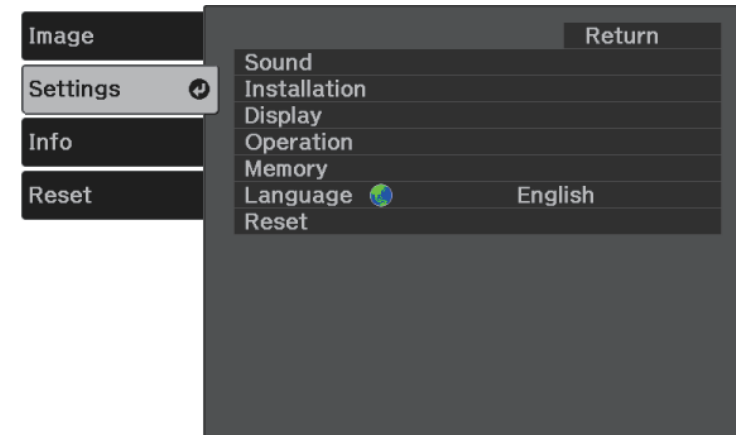 Image
Settings
Info
Reset
Return
Sound
Installation
Display
Operation
Memory
Language English
Reset